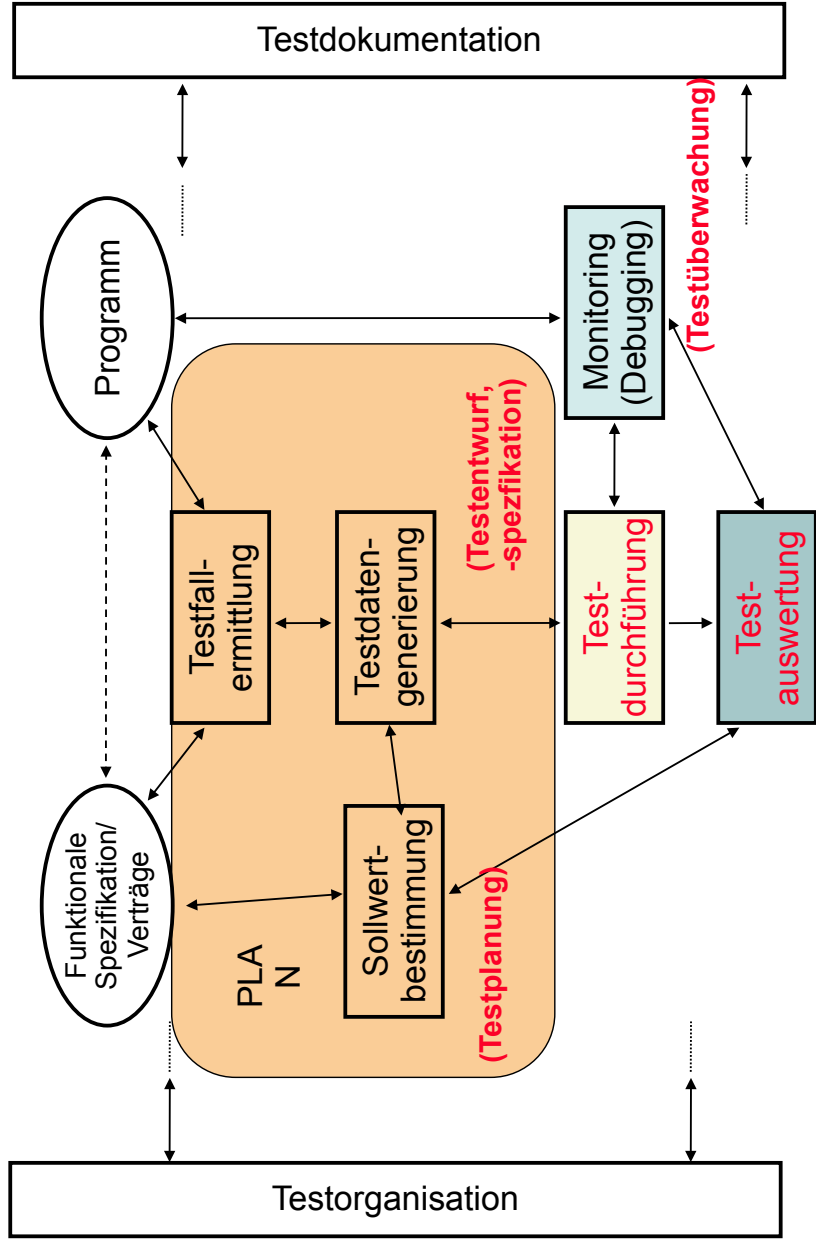 Testorganisation
Funktionale
Spezifikation/
Verträge
Programm
PLA
N
Testfall-
ermittlung
Sollwert-
bestimmung
Testdaten-
generierung
(Testplanung)
(Testentwurf,
-spezfikation)
Test-
durchführung
Monitoring
(Debugging)
(Testüberwachung)
Test-
auswertung
Testdokumentation